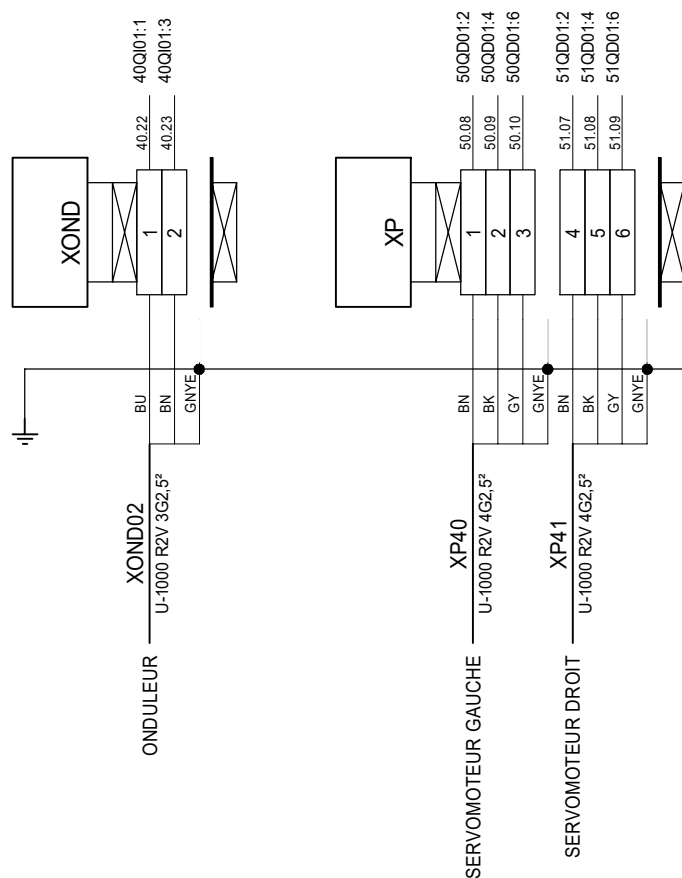 40QI01:1
40QI01:3
50QD01:2
50QD01:4
50QD01:6
51QD01:2
51QD01:4
51QD01:6
40.22
40.23
50.08
50.09
50.10
51.07
51.08
51.09
XOND
1
2
XP
1
2
3
4
5
6
BU
BN
GNYE
BN
BK
GY
GNYE
BN
BK
GY
GNYE
XOND02
U-1000 R2V 3G2,5²
XP40
U-1000 R2V 4G2,5²
XP41
U-1000 R2V 4G2,5²
ONDULEUR
SERVOMOTEUR GAUCHE
SERVOMOTEUR DROIT